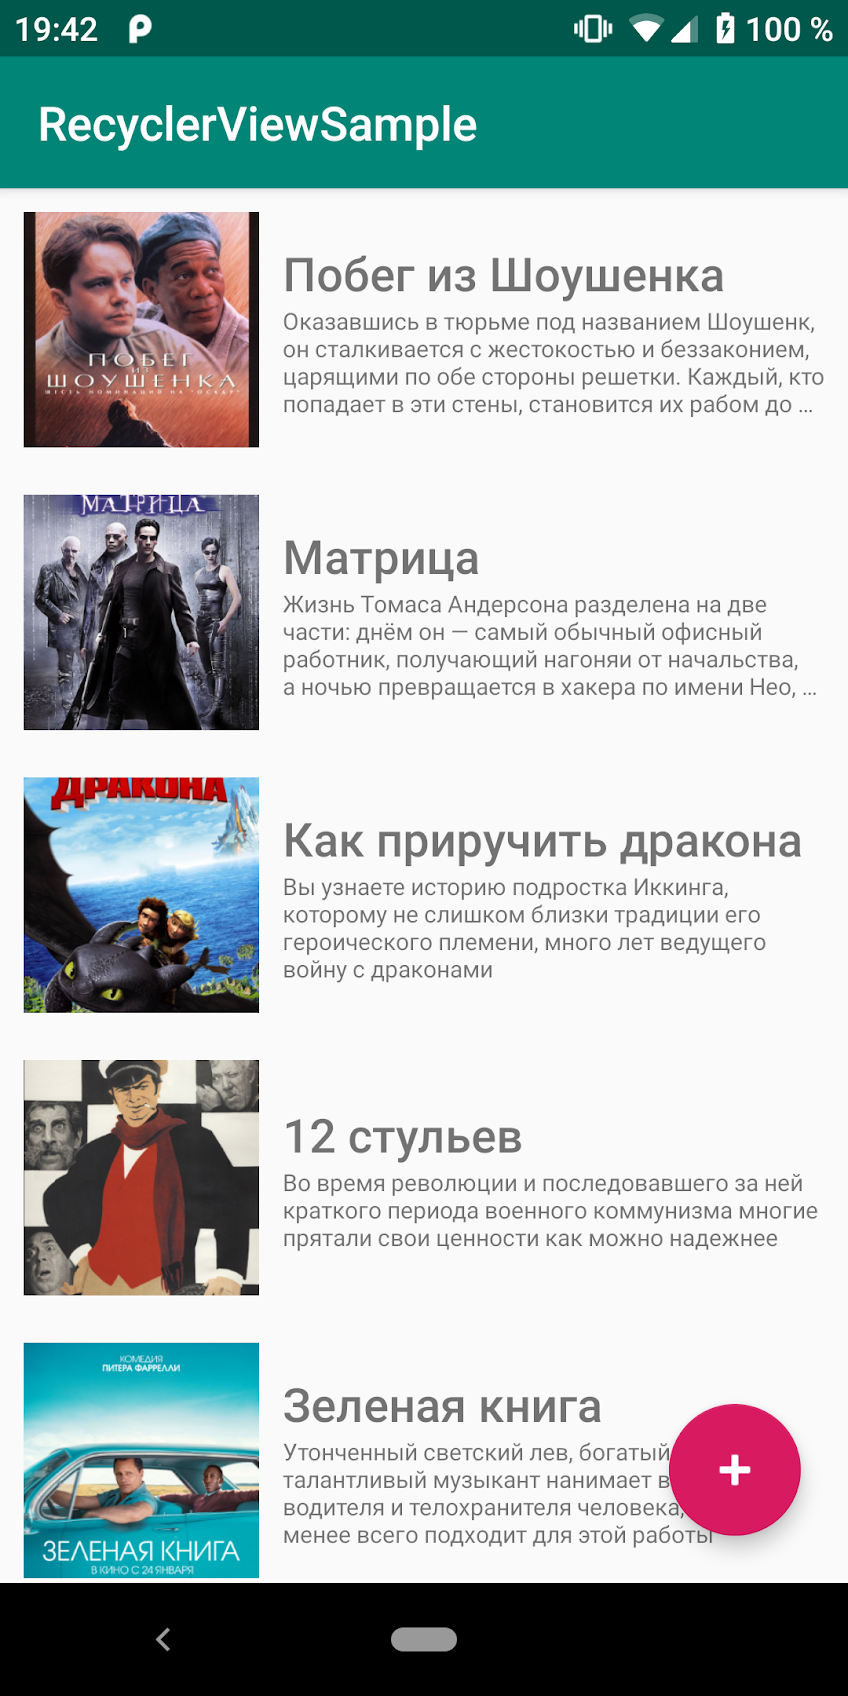 19:42
100 %
RecyclerViewSample
ПОБЕГ
ИЗ
ШОУШЕНКА
ШЕСТЬ НОМИНАЦИЙ НА "ОСКАР"
Побег из Шоушенка
Оказавшись в тюрьме под названием Шоушенк,
он сталкивается с жестокостью и беззаконием,
царящими по обе стороны решетки. Каждый, кто
попадает в эти стены, становится их рабом до ...
МАТРИЦА
Матрица
Жизнь Томаса Андерсона разделена на две
части: днём он — самый обычный офисный
работник, получающий нагоняи от начальства,
а ночью превращается в хакера по имени Нео, ...
ДРАКОНА
Как приручить дракона
Вы узнаете историю подростка Иккинга,
которому не слишком близки традиции его
героического племени, много лет ведущего
войну с драконами
12 стульев
Во время революции и последовавшего за ней
краткого периода военного коммунизма многие
прятали свои ценности как можно надежнее
КОМЕДИЯ
ПИТЕРА ФАРРЕЛЛИ
ЗЕЛЕНАЯ КНИГА
В КИНО С 24 ЯНВАРЯ
Зеленая книга
Утонченный светский лев, богатый
талантливый музыкант нанимает в
водителя и телохранителя человека,
менее всего подходит для этой работы